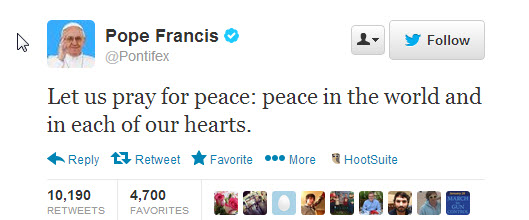 Pope Francis
@Pontifex
Follow
Let us pray for peace: peace in the world and
in each of our hearts.
Reply Retweet Favorite More HootSuite
10,190 4,700
RETWEETS FAVORITES
MARCH